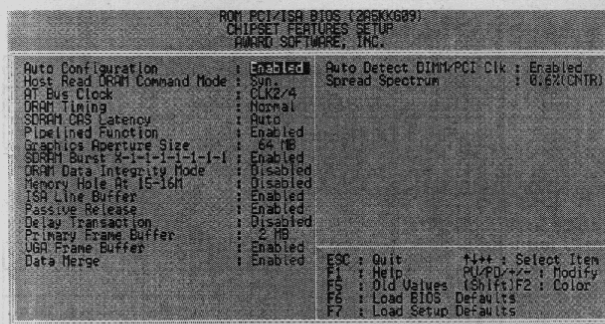 ROM PCI/ISA BIOS (2A5KKG09)
CHIPSET FEATURES SETUP
AWARD SOFTWARE, INC.
Auto Configuration : Enabled
Host Read DRAM Command Mode : Syn.
AT Bus Clock : CLK2/4
DRAM Timing : Normal
SDRAM CAS Latency : Auto
Pipelined Function : Enabled
Graphics Aperture Size : 64 MB
SDRAM Burst X-1-1-1-1-1-1-1 : Enabled
DRAM Data Integrity Mode : Disabled
Memory Hole At 15-16M : Disabled
ISA Line Buffer : Enabled
Passive Release : Enabled
Delay Transaction : Disabled
Primary Frame Buffer : 2 MB
VGA Frame Buffer : Enabled
Data Merge : Enabled
Auto Detect DIMM/PCI Clk : Enabled
Spread Spectrum : 0.6%(CNTR)
ESC : Quit ↑↓→← : Select Item
F1 : Help PU/PD/+/- : Modify
F5 : Old Values (Shift)F2 : Color
F6 : Load BIOS Defaults
F7 : Load Setup Defaults